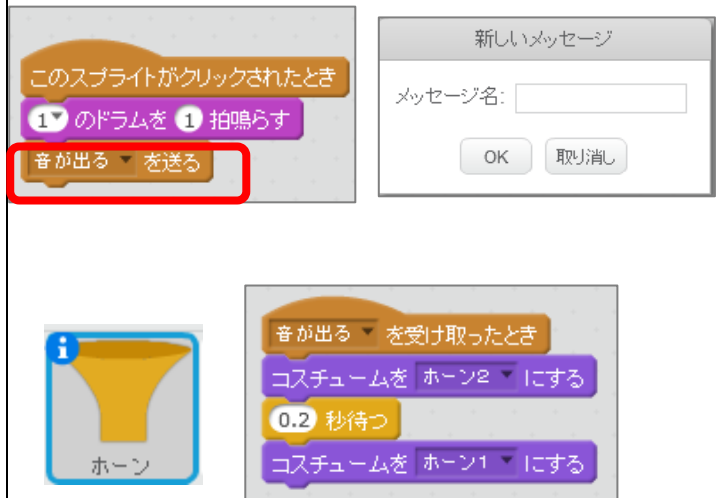 このスプライトがクリックされたとき
1 のドラムを 1 拍鳴らす
音が出る を送る
新しいメッセージ
メッセージ名:
OK 取り消し
i
ホーン
音が出る を受け取ったとき
コスチュームを ホーン2 にする
0.2 秒待つ
コスチュームを ホーン1 にする